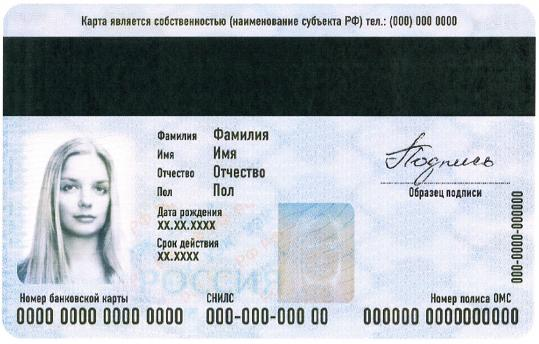 Карта является собственностью (наименование субъекта РФ) тел.: (000) 000 0000
Фамилия Фамилия
Имя Имя
Отчество Отчество
Пол Пол
Дата рождения
XX.XX.XXXX
Срок действия
XX.XXXX
Подпись
Образец подписи
0000-0000-000000
РОССИЯ
Номер банковской карты
0000 0000 0000 0000
СНИЛС
000-000-000 00
Номер полиса ОМС
000000 0000000000